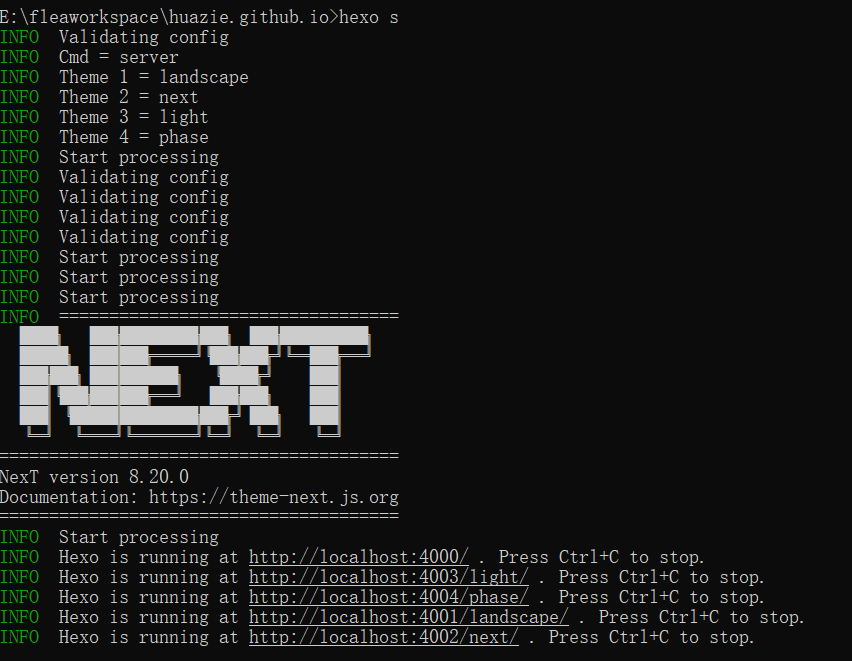 E:\fleaworkspace\huazie.github.io>hexo s
INFO  Validating config
INFO  Cmd = server
INFO  Theme 1 = landscape
INFO  Theme 2 = next
INFO  Theme 3 = light
INFO  Theme 4 = phase
INFO  Start processing
INFO  Validating config
INFO  Validating config
INFO  Validating config
INFO  Validating config
INFO  Start processing
INFO  Start processing
INFO  Start processing
INFO  ==================================
NEXT
========================================
NexT version 8.20.0
Documentation: https://theme-next.js.org
========================================
INFO  Start processing
INFO  Hexo is running at http://localhost:4000/ . Press Ctrl+C to stop.
INFO  Hexo is running at http://localhost:4003/light/ . Press Ctrl+C to stop.
INFO  Hexo is running at http://localhost:4004/phase/ . Press Ctrl+C to stop.
INFO  Hexo is running at http://localhost:4001/landscape/ . Press Ctrl+C to stop.
INFO  Hexo is running at http://localhost:4002/next/ . Press Ctrl+C to stop.